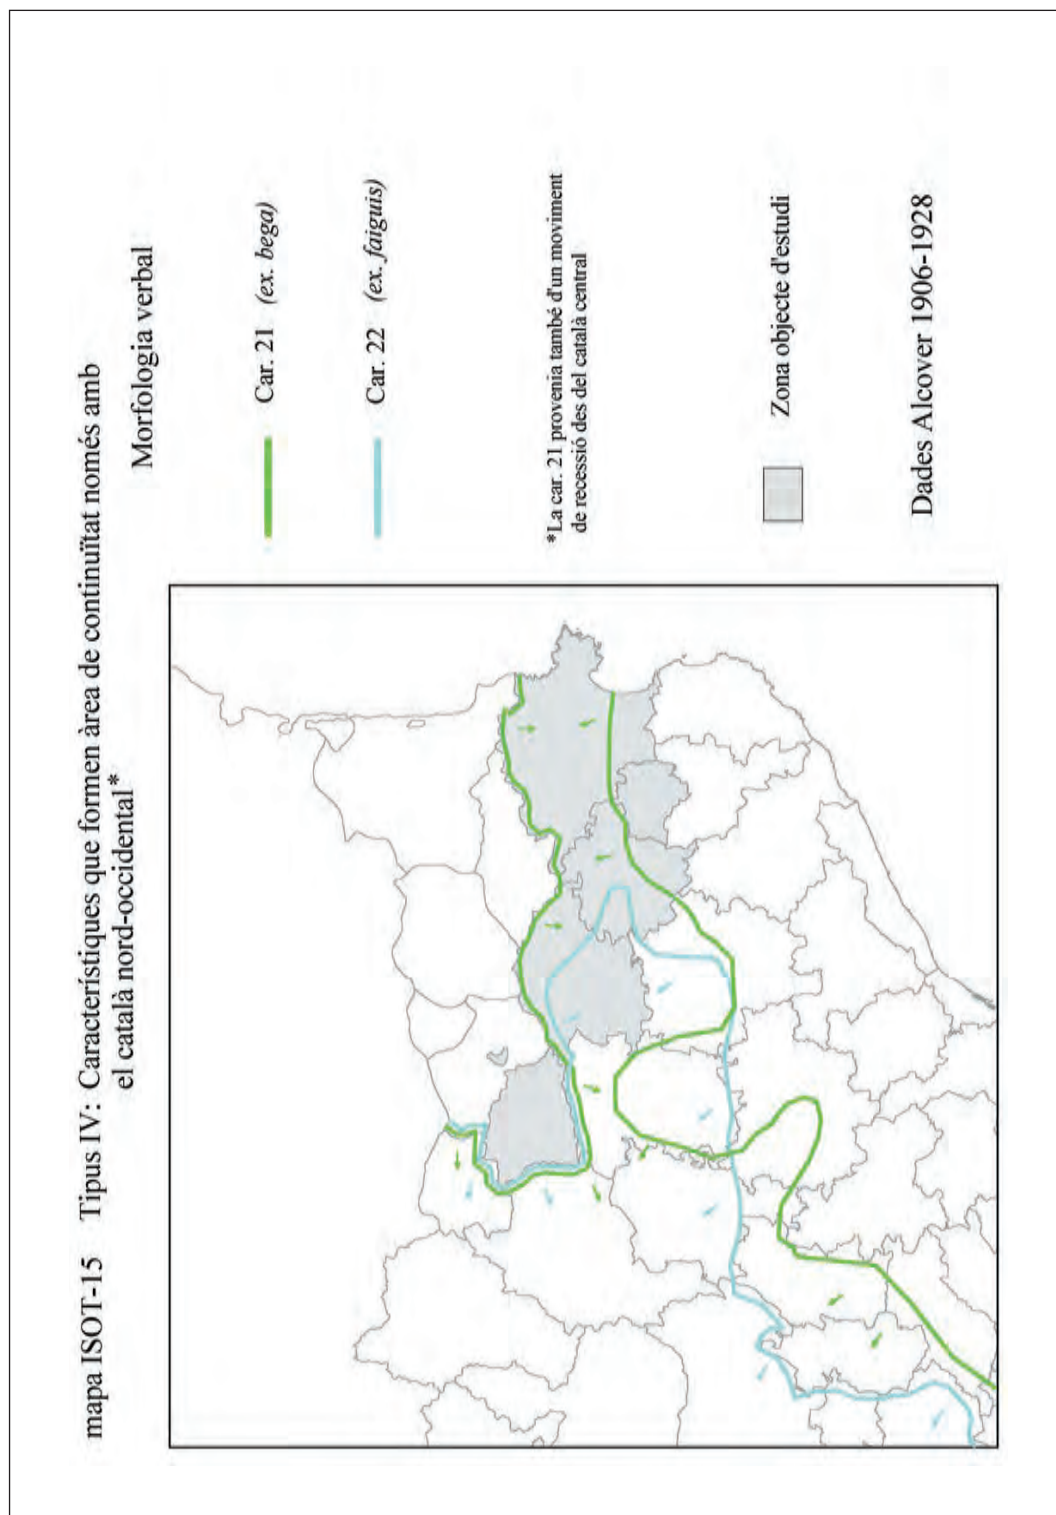 mapa ISOT-15 Tipus IV: Característiques que formen àrea de continuïtat només amb
el català nord-occidental*
Morfologia verbal
Car. 21 (ex. bega)
Car. 22 (ex. faiguis)
*La car. 21 provenia també d'un moviment
de recessió des del català central
Zona objecte d'estudi
Dades Alcover 1906-1928